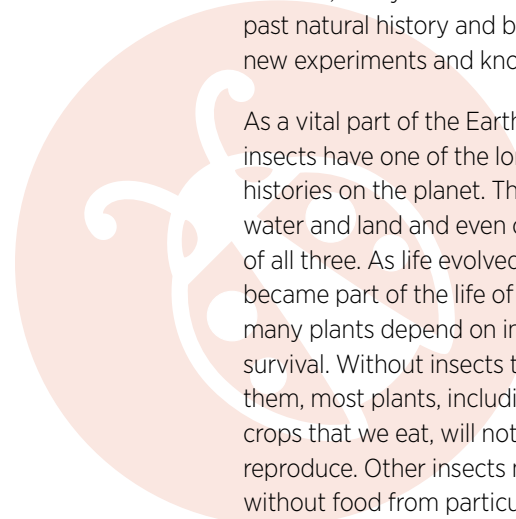 past natural history and b
new experiments and kno
As a vital part of the Earth
insects have one of the lo
histories on the planet. Th
water and land and even
of all three. As life evolved
became part of the life of
many plants depend on in
survival. Without insects t
them, most plants, includi
crops that we eat, will not
reproduce. Other insects
without food from particu